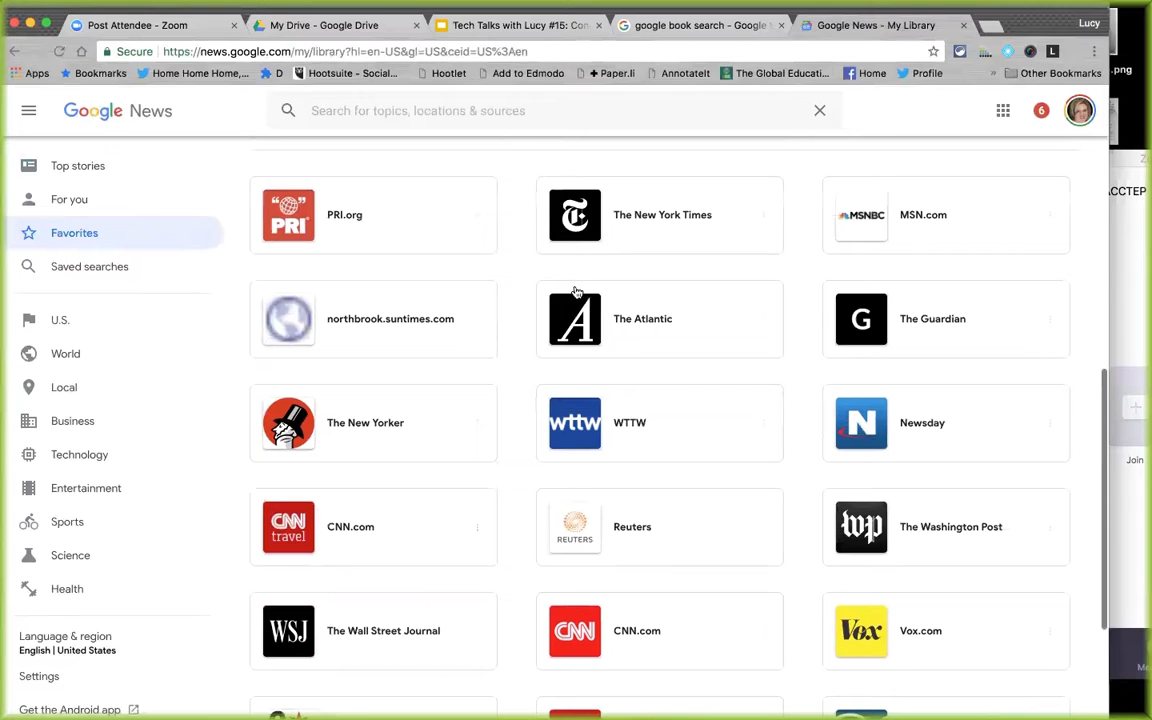 Post Attendee - Zoom
My Drive - Google Drive
Tech Talks with Lucy #15: Con
google book search - Google
Google News - My Library
Lucy
Secure
https://news.google.com/my/library?hl=en-US&gl=US&ceid=US%3Aen
Apps
Bookmarks
Home Home Home,...
D
Hootsuite - Social...
Hootlet
Add to Edmodo
+ Paper.li
AnnotateIt
The Global Educati...
Home
Profile
»
Other Bookmarks
.png
Google News
Search for topics, locations & sources
6
Top stories
For you
Favorites
Saved searches
U.S.
World
Local
Business
Technology
Entertainment
Sports
Science
Health
Language & region
English | United States
Settings
Get the Android app
PRI
PRI.org
The New York Times
MSNBC
MSN.com
northbrook.suntimes.com
A
The Atlantic
G
The Guardian
The New Yorker
wttw
WTTW
N
Newsday
CNN
travel
CNN.com
REUTERS
Reuters
wp
The Washington Post
WSJ
The Wall Street Journal
CNN
CNN.com
Vox
Vox.com
ACCTEP
Join